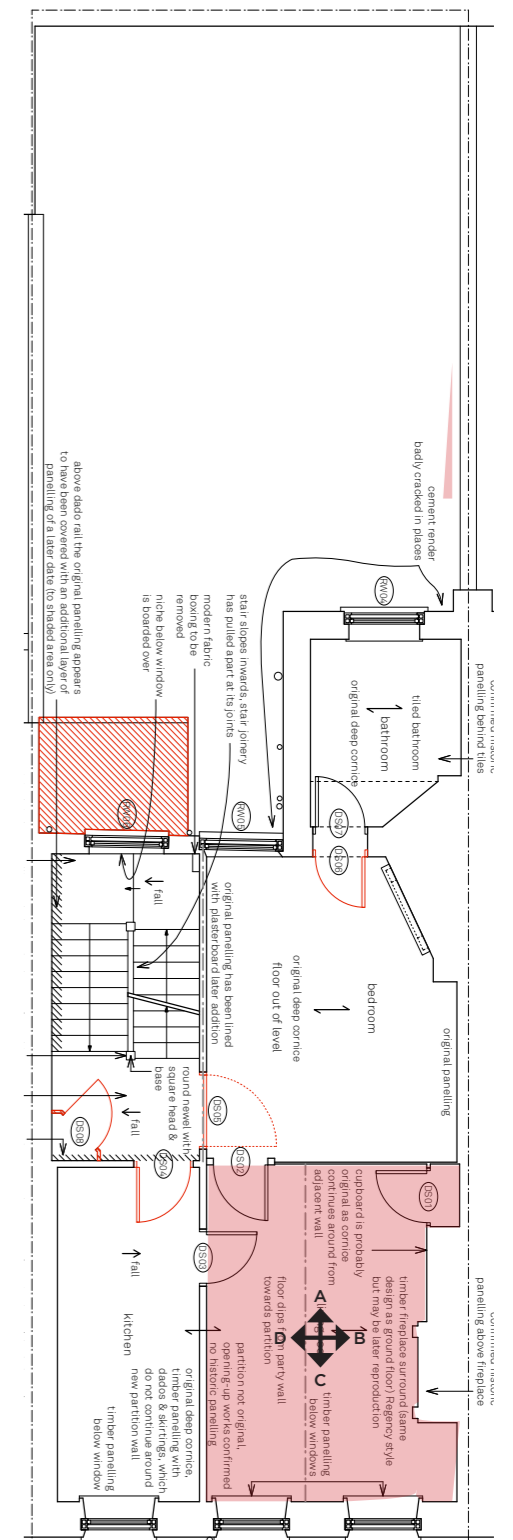 cement render
badly cracked in places
RW04
panelling behind tiles
tiled bathroom
bathroom
original deep cornice
stair slopes inwards, stair joinery
has pulled apart at its joints
modern fabric
boxing to be
removed
niche below window
is boarded over
above dado rail the original panelling appears
to have been covered with an additional layer of
panelling of a later date (to shaded area only)
RW05
DS07
DS06
fall
original panelling has been lined
with plasterboard later addition
bedroom
original deep cornice
floor out of level
original panelling
round newel with
square head &
base
DS05
fall
DS08
DS04
DS02
DS01
cupboard is probably
original as cornice
continues around from
adjacent wall
DS03
fall
timber fireplace surround (same
design as ground floor) Regency style
but may be later reproduction
panelling above fireplace
A
B
C
D
floor dips from party wall
towards partition
kitchen
partition not original,
opening-up works confirmed
no historic panelling
timber panelling
below windows
original deep cornice,
timber panelling with
dados & skirtings, which
do not continue around
new partition wall
timber panelling
below window